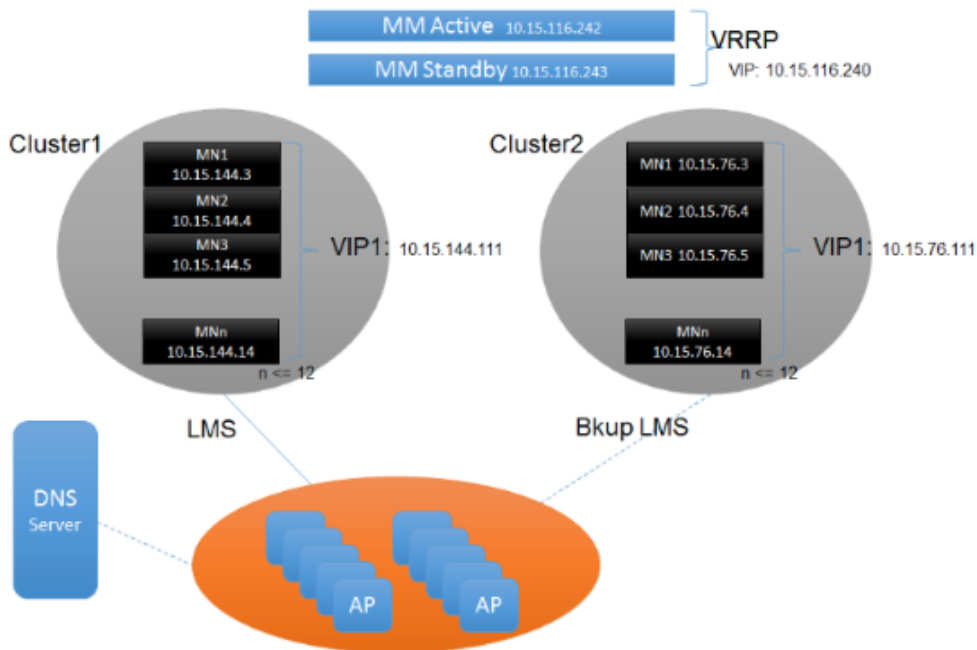 MM Active 10.15.116.242
MM Standby 10.15.116.243
VRRP
VIP: 10.15.116.240
Cluster1
MN1
10.15.144.3
MN2
10.15.144.4
MN3
10.15.144.5
MNn
10.15.144.14
n <= 12
VIP1: 10.15.144.111
Cluster2
MN1 10.15.76.3
MN2 10.15.76.4
MN3 10.15.76.5
MNn
10.15.76.14
n <= 12
VIP1: 10.15.76.111
LMS
Bkup LMS
DNS
Server
AP
AP